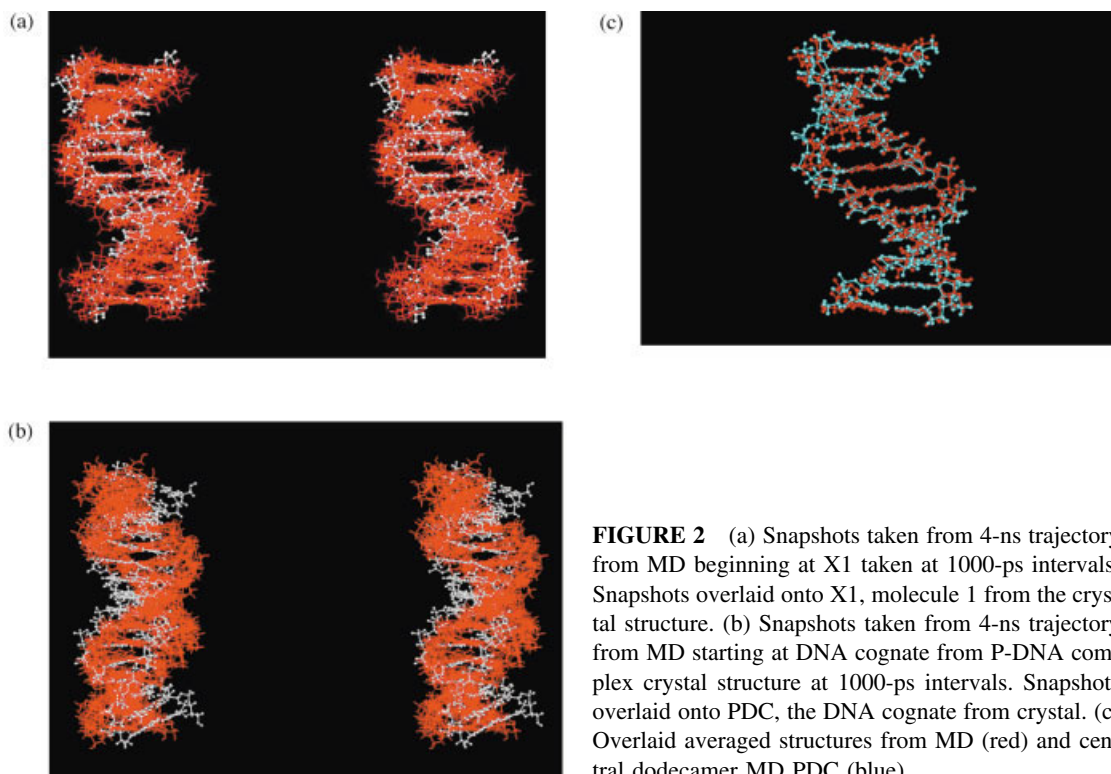 (a)
(c)
(b)
FIGURE 2 (a) Snapshots taken from 4-ns trajectory
from MD beginning at X1 taken at 1000-ps intervals
Snapshots overlaid onto X1, molecule 1 from the crys-
tal structure. (b) Snapshots taken from 4-ns trajectory
from MD starting at DNA cognate from P-DNA com-
plex crystal structure at 1000-ps intervals. Snapshot
overlaid onto PDC, the DNA cognate from crystal. (c
Overlaid averaged structures from MD (red) and cen-
tral dodecamer MD PDC (blue).